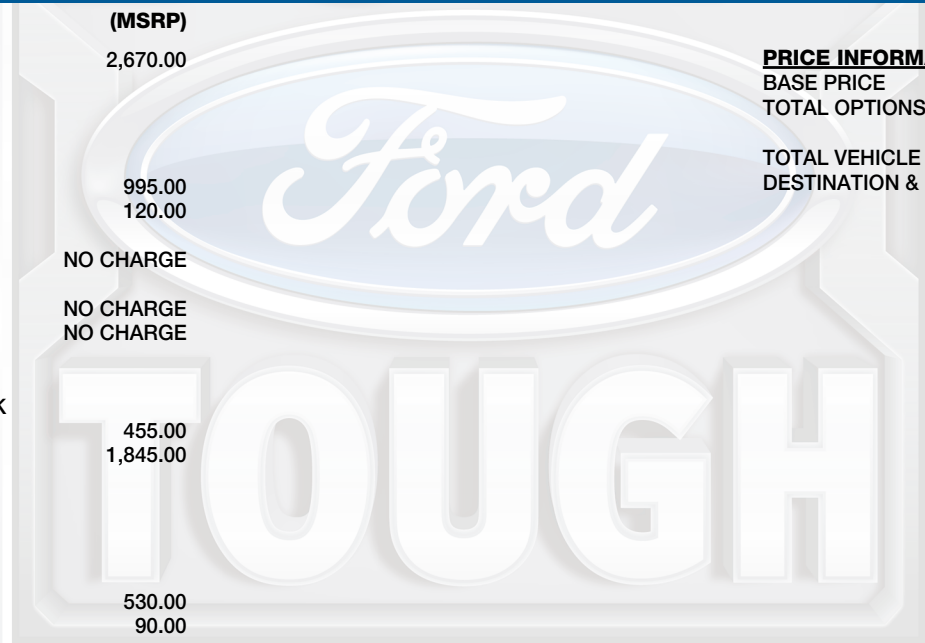 (MSRP)
2,670.00
995.00
120.00
NO CHARGE
NO CHARGE
NO CHARGE
K
455.00
1,845.00
530.00
90.00
PRICE INFORMA
BASE PRICE
TOTAL OPTIONS
TOTAL VEHICLE
DESTINATION &
Ford
TOUGH